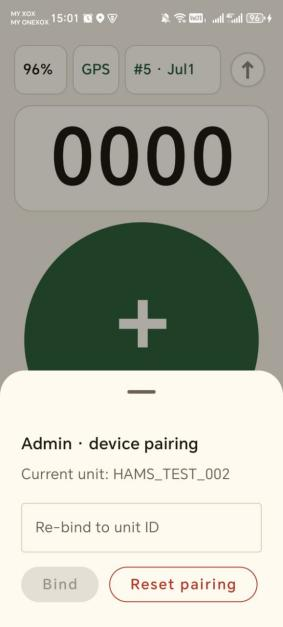 MY XOX
MY ONEXOX 15:01
96
96%
GPS
#5 · Jul1
↑
0000
+
Admin · device pairing
Current unit: HAMS_TEST_002
Re-bind to unit ID
Bind
Reset pairing